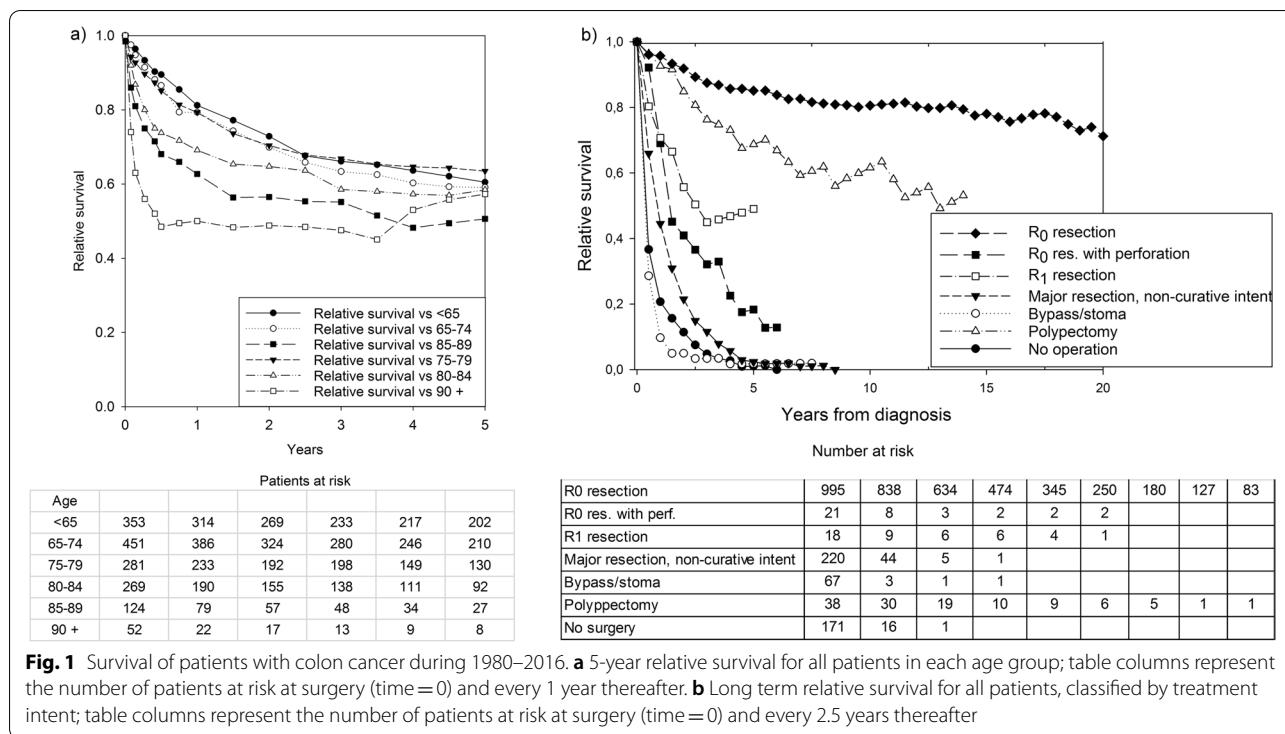 a)
1.0
0.8
0.6
0.4
0.2
0.0
Relative survival
0 1 2 3 4 5
Years
Relative survival vs <65
Relative survival vs 65-74
Relative survival vs 85-89
Relative survival vs 75-79
Relative survival vs 80-84
Relative survival vs 90 +
b)
1,0
0,8
0,6
0,4
0,2
0,0
Relative survival
0 5 10 15 20
Years from diagnosis
R0 resection
R0 res. with perforation
R1 resection
Major resection, non-curative intent
Bypass/stoma
Polypectomy
No operation
Patients at risk
Age
<65 353 314 269 233 217 202
65-74 451 386 324 280 246 210
75-79 281 233 192 198 149 130
80-84 269 190 155 138 111 92
85-89 124 79 57 48 34 27
90 + 52 22 17 13 9 8
Number at risk
R0 resection 995 838 634 474 345 250 180 127 83
R0 res. with perf. 21 8 3 2 2 2
R1 resection 18 9 6 6 4 1
Major resection, non-curative intent 220 44 5 1
Bypass/stoma 67 3 1 1
Polyppectomy 38 30 19 10 9 6 5 1 1
No surgery 171 16 1
Fig. 1 Survival of patients with colon cancer during 1980–2016. a 5-year relative survival for all patients in each age group; table columns represent
the number of patients at risk at surgery (time = 0) and every 1 year thereafter. b Long term relative survival for all patients, classified by treatment
intent; table columns represent the number of patients at risk at surgery (time = 0) and every 2.5 years thereafter